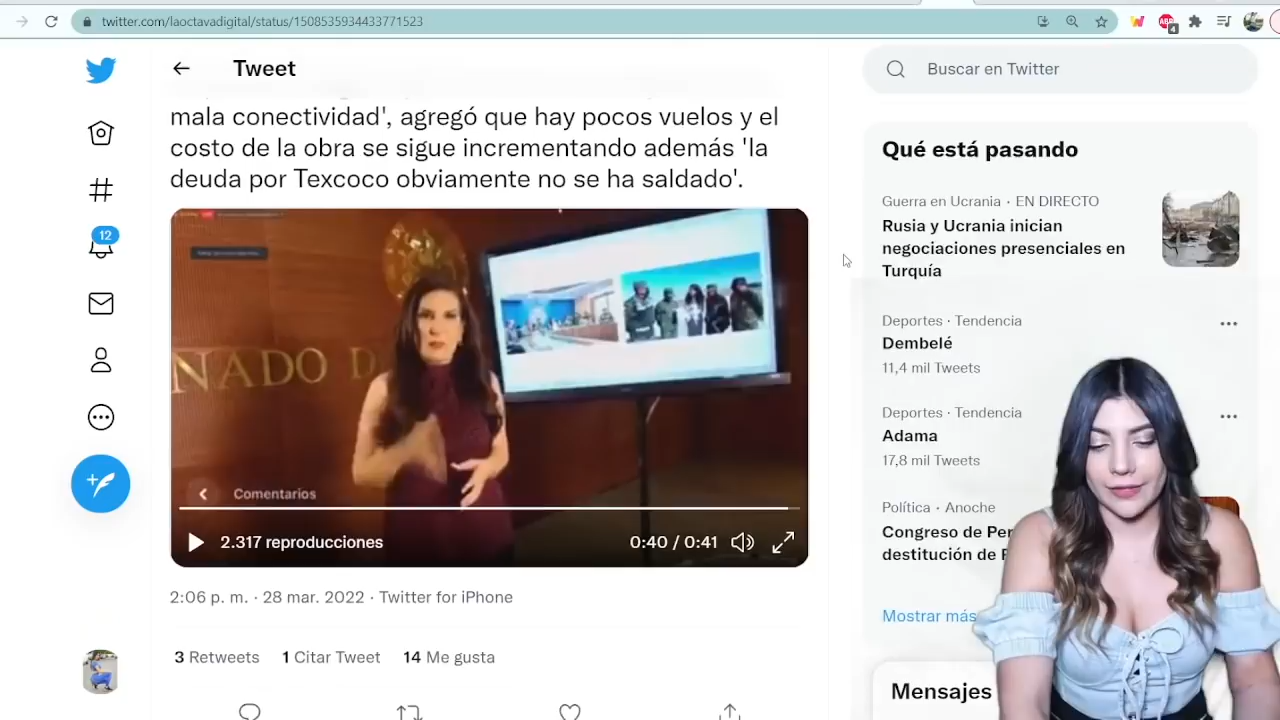 twitter.com/laoctavadigital/status/1508535934433771523
ABP
4
Tweet
Buscar en Twitter
mala conectividad', agregó que hay pocos vuelos y el
costo de la obra se sigue incrementando además 'la
deuda por Texcoco obviamente no se ha saldado'.
12
NADO D
Comentarios
2.317 reproducciones
0:40 / 0:41
2:06 p. m. · 28 mar. 2022 · Twitter for iPhone
3 Retweets 1 Citar Tweet 14 Me gusta
Qué está pasando
Guerra en Ucrania · EN DIRECTO
Rusia y Ucrania inician
negociaciones presenciales en
Turquía
Deportes · Tendencia
Dembelé
11,4 mil Tweets
Deportes · Tendencia
Adama
17,8 mil Tweets
Política · Anoche
Congreso de Per
destitución de
Mostrar más
Mensajes